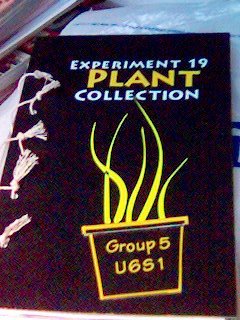 EXPERIMENT 19
PLANT
COLLECTION
Group 5
U6S1